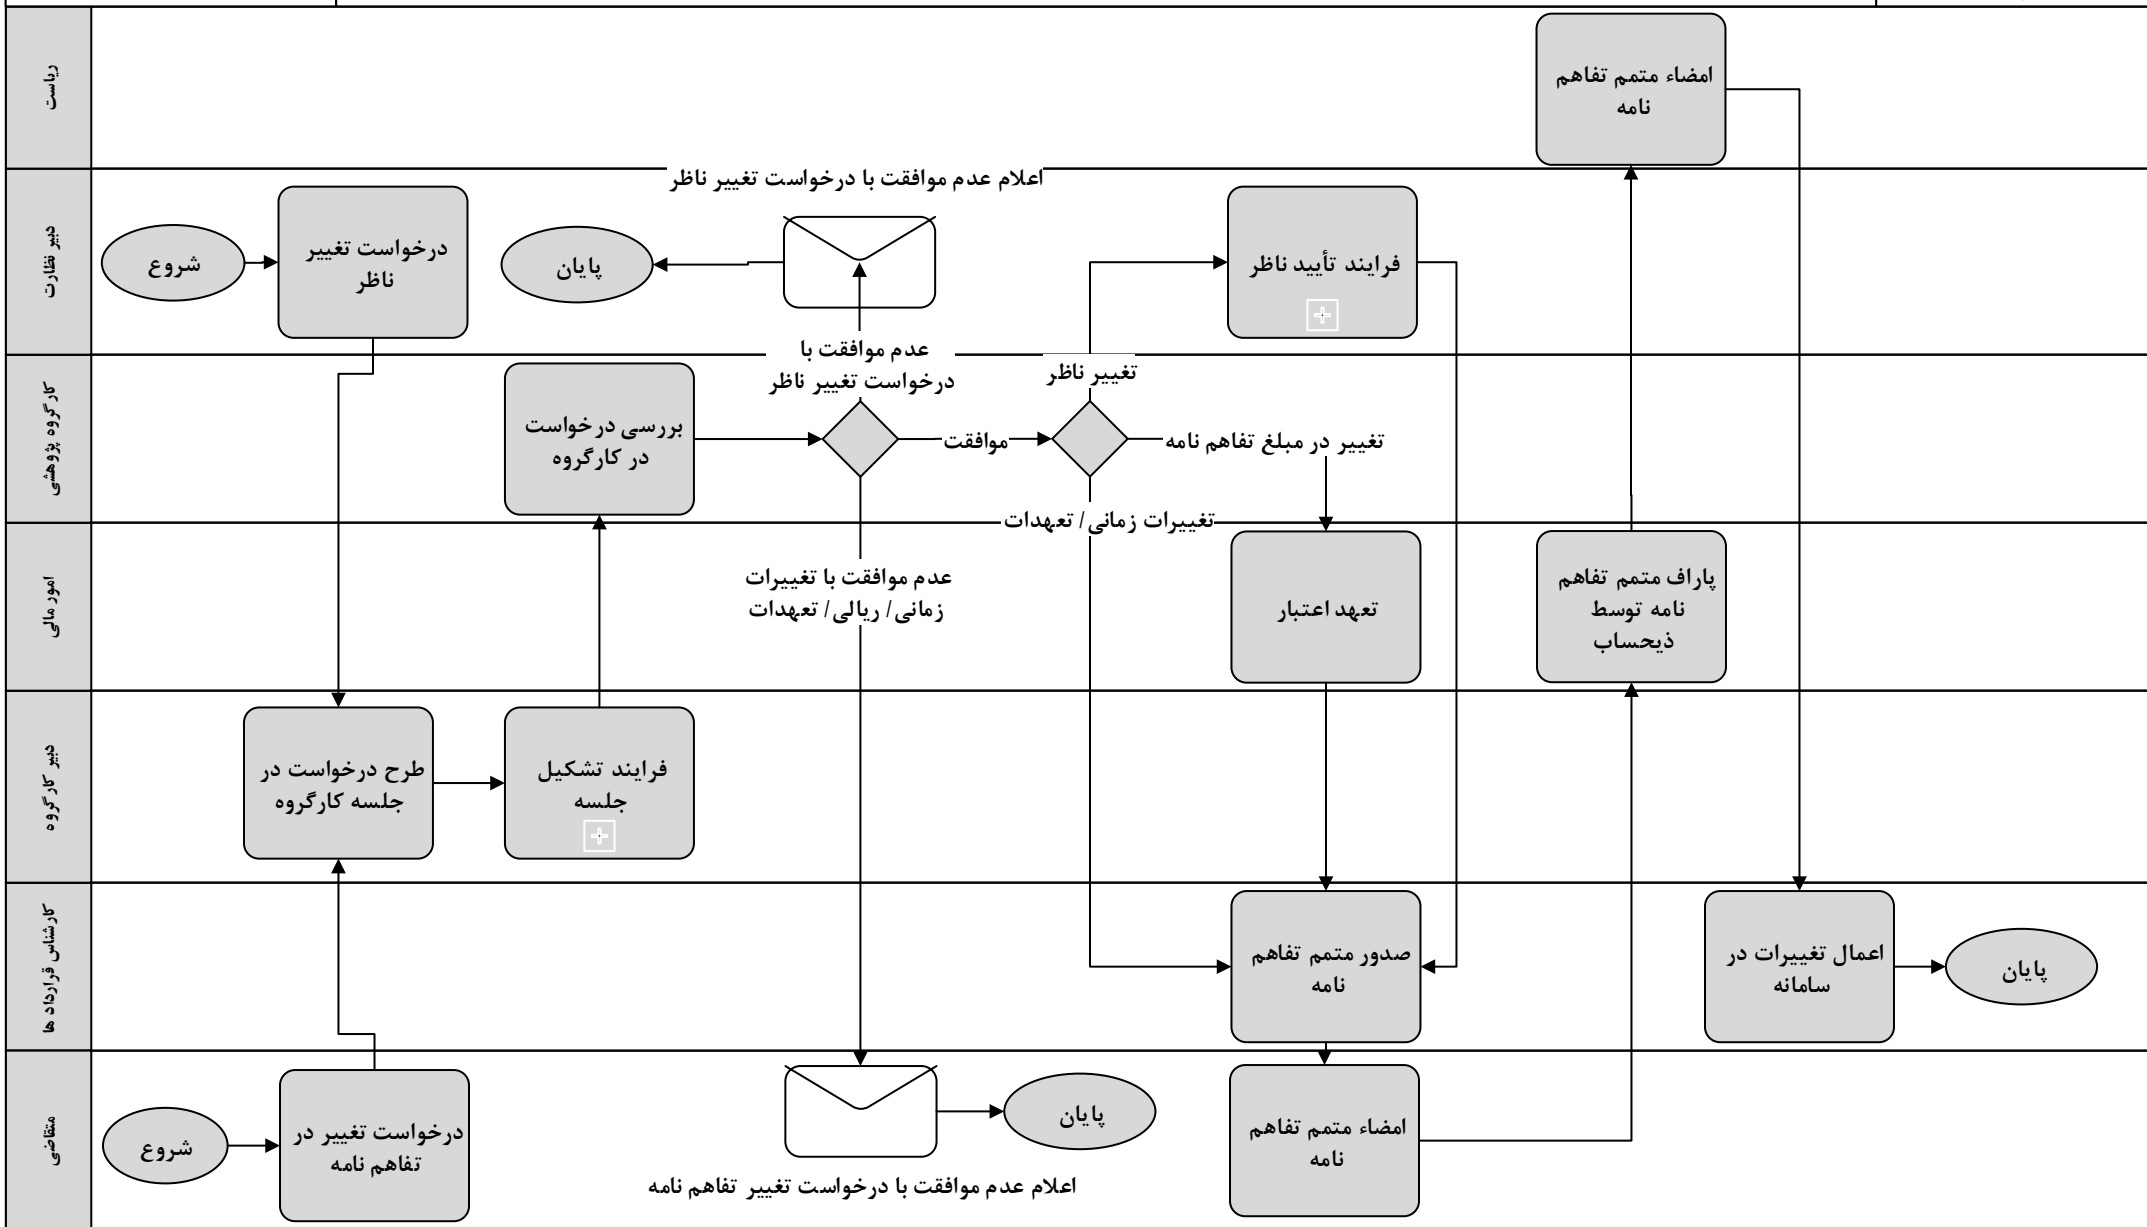 ریاست
امضاء متمم تفاهم
نامه
دبیر نظارت
شروع
درخواست تغییر
ناظر
پایان
اعلام عدم موافقت با درخواست تغییر ناظر
فرایند تأیید ناظر
کارگروه پژوهشی
بررسی درخواست
در کارگروه
عدم موافقت با
درخواست تغییر ناظر
موافقت
تغییر ناظر
تغییر در مبلغ تفاهم نامه
تغییرات زمانی/ تعهدات
امور مالی
عدم موافقت با تغییرات
زمانی/ ریالی/ تعهدات
تعهد اعتبار
پاراف متمم تفاهم
نامه توسط
ذیحساب
دبیر کارگروه
طرح درخواست در
جلسه کارگروه
فرایند تشکیل
جلسه
کارشناس قرارداد ها
صدور متمم تفاهم
نامه
اعمال تغییرات در
سامانه
پایان
متقاضی
شروع
درخواست تغییر در
تفاهم نامه
پایان
اعلام عدم موافقت با درخواست تغییر تفاهم نامه
امضاء متمم تفاهم
نامه